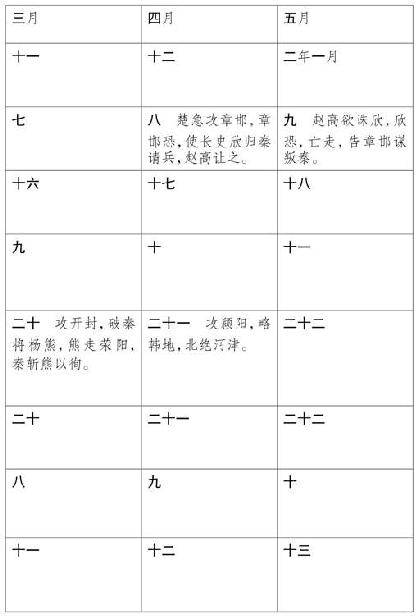 三月
四月
五月
十一
十二
二年一月
七
八 楚急攻章邯，章
邯恐，使长史欣归秦
请兵，赵高让之。
九 赵高欲诛欣，欣
恐，亡走，告章邯谋
叛秦。
十六
十七
十八
九
十
十一
二十 攻开封，破秦
将杨熊，熊走荥阳，
秦斩熊以徇。
二十一 攻颍阳，略
韩地，北绝河津。
二十二
二十
二十一
二十二
八
九
十
十一
十二
十三